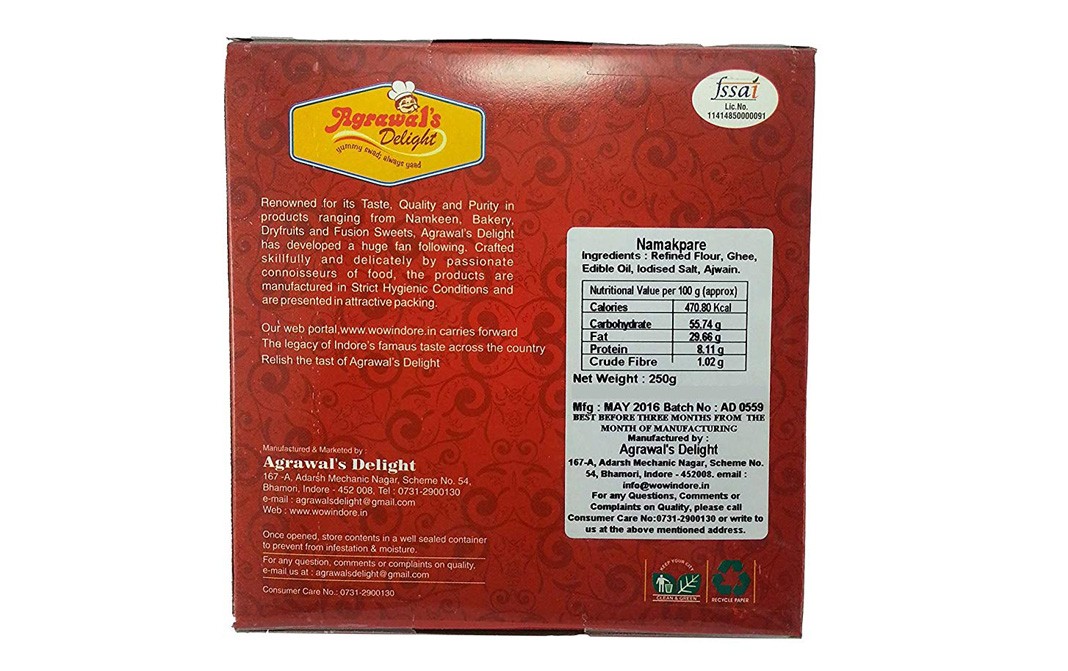 Agrawal's
Delight
yummy swad; always yaad
fssai
Lic.No.
11414850000091
Renowned for its Taste, Quality and Purity in
products ranging from Namkeen, Bakery,
Dryfruits and Fusion Sweets, Agrawal's Delight
has developed a huge fan following. Crafted
skillfully and delicately by passionate
connoisseurs of food, the products are
manufactured in Strict Hygienic Conditions and
are presented in attractive packing.
Our web portal,www.wowindore.in carries forward
The legacy of Indore's famaus taste across the country
Relish the tast of Agrawal's Delight
Manufactured & Marketed by :
Agrawal's Delight
167 -A, Adarsh Mechanic Nagar, Scheme No. 54,
Bhamori, Indore - 452 008, Tel : 0731-2900130
e-mail : agrawalsdelight@gmail.com
Web : www.wowindore.in
Once opened, store contents in a well sealed container
to prevent from infestation & moisture.
For any question, comments or complaints on quality,
e-mail us at : agrawalsdelight@gmail.com
Consumer Care No.: 0731-2900130
Namakpare
Ingredients : Refined Flour, Ghee,
Edible Oil, Iodised Salt, Ajwain.
Nutritional Value per 100 g (approx)
Calories 470.80 Kcal
Carbohydrate 55.74 g
Fat 29.66 g
Protein 8.11 g
Crude Fibre 1.02 g
Net Weight : 250g
Mfg : MAY 2016 Batch No : AD 0559
BEST BEFORE THREE MONTHS FROM THE
MONTH OF MANUFACTURING
Manufactured by :
Agrawal's Delight
167-A, Adarsh Mechanic Nagar, Scheme No.
54, Bhamori, Indore - 452008. email :
info@wowindore.in
For any Questions, Comments or
Complaints on Quality, please call
Consumer Care No:0731-2900130 or write to
us at the above mentioned address.
KEEP YOUR CITY
CLEAN & GREEN
RECYCLE PAPER